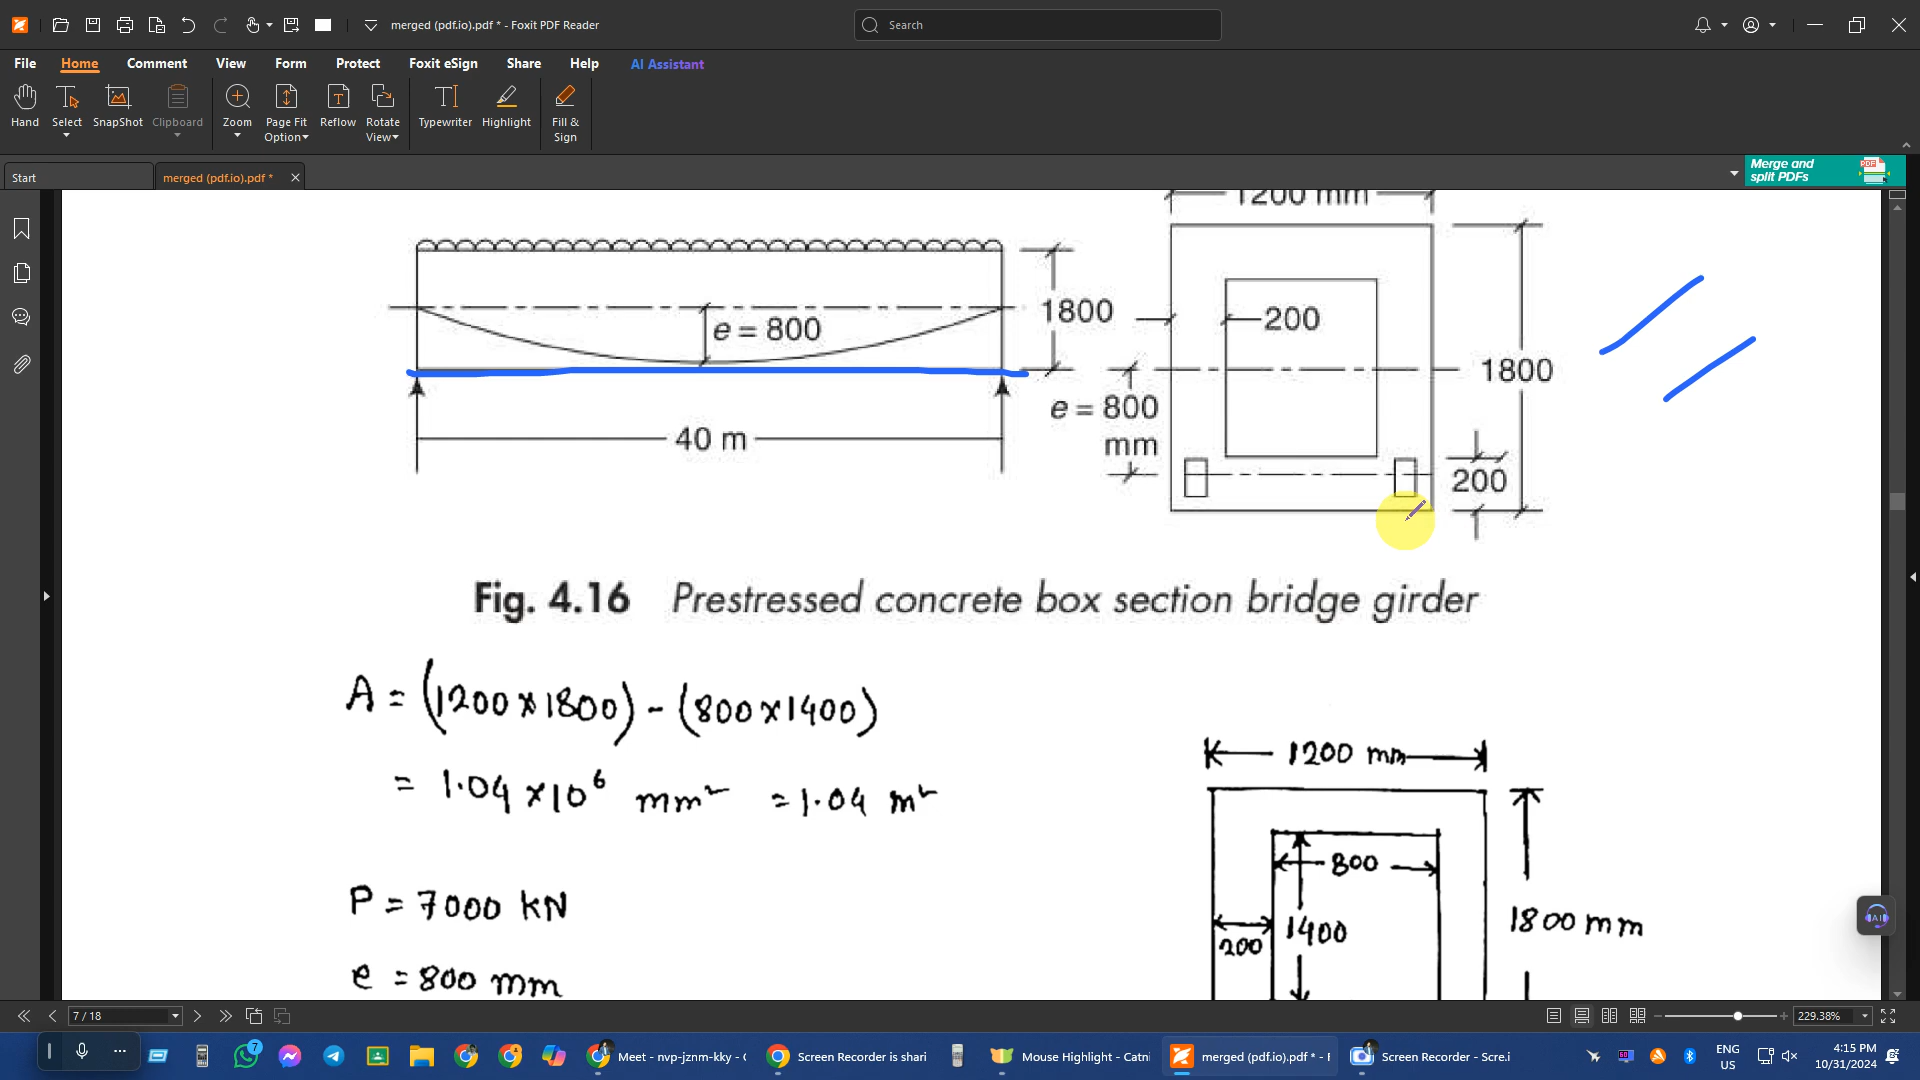 merged (pdf.io).pdf * - Foxit PDF Reader
Search
File Home Comment View Form Protect Foxit eSign Share Help AI Assistant
Hand Select SnapShot Clipboard Zoom Page Fit Option Reflow Rotate View Typewriter Highlight Fill & Sign
Start
merged (pdf.io).pdf *
Merge and split PDFs
1200 mm
e = 800
1800
200
1800
e = 800 mm
40 m
200
Fig. 4.16 Prestressed concrete box section bridge girder
A = (1200 x 1800) - (800 x 1400)
= 1.04 x 10⁶ mm² = 1.04 m²
1200 mm
800
P = 7000 kN
200
1400
1800 mm
e = 800 mm
7 / 18
229.38%
7
Meet - nvp-jznm-kky - G
Screen Recorder is shari
Mouse Highlight - Catni
merged (pdf.io).pdf * - F
Screen Recorder - Scre.i
ENG US
4:15 PM
10/31/2024